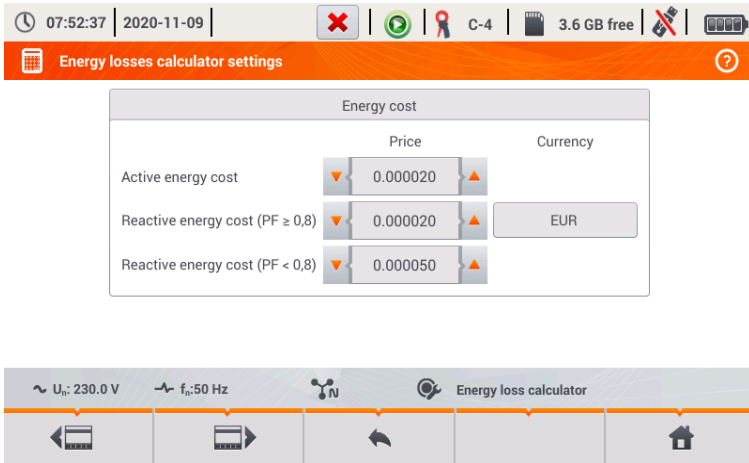 07:52:37 2020-11-09 C-4 3.6 GB free
Energy losses calculator settings ?
Energy cost
Price Currency
Active energy cost 0.000020
Reactive energy cost (PF ≥ 0,8) 0.000020 EUR
Reactive energy cost (PF < 0,8) 0.000050
Uₙ: 230.0 V fₙ:50 Hz N Energy loss calculator